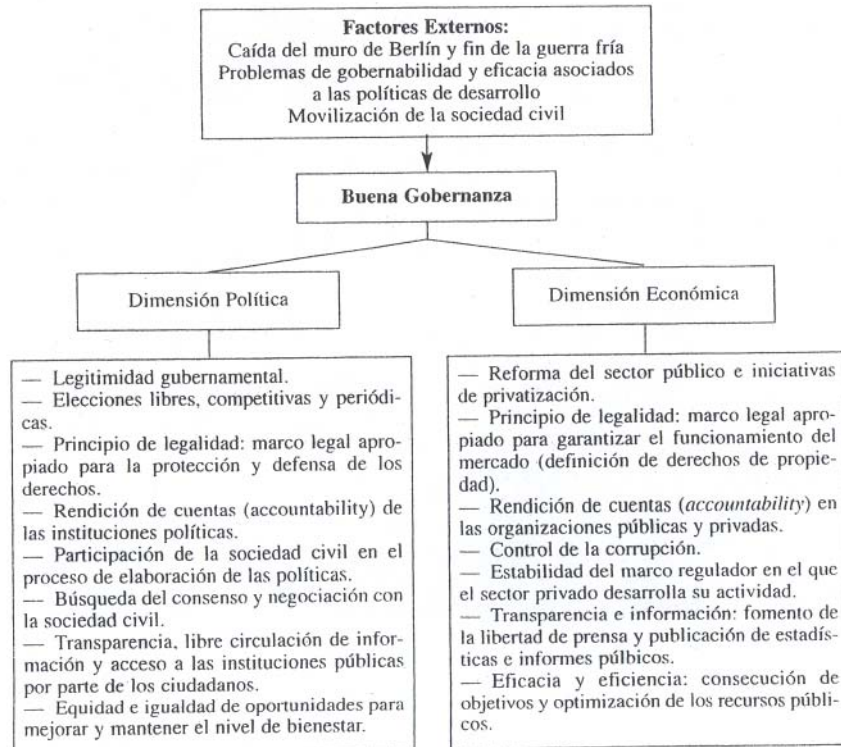 Factores Externos:
Caída del muro de Berlín y fin de la guerra fría
Problemas de gobernabilidad y eficacia asociados
a las políticas de desarrollo
Movilización de la sociedad civil
Buena Gobernanza
Dimensión Política
— Legitimidad gubernamental.
— Elecciones libres, competitivas y periódi-
cas.
— Principio de legalidad: marco legal apro-
piado para la protección y defensa de los
derechos.
— Rendición de cuentas (accountability) de
las instituciones políticas.
— Participación de la sociedad civil en el
proceso de elaboración de las políticas.
— Búsqueda del consenso y negociación con
la sociedad civil.
— Transparencia, libre circulación de infor-
mación y acceso a las instituciones públicas
por parte de los ciudadanos.
— Equidad e igualdad de oportunidades para
mejorar y mantener el nivel de bienestar.
Dimensión Económica
— Reforma del sector público e iniciativas
de privatización.
— Principio de legalidad: marco legal apro-
piado para garantizar el funcionamiento del
mercado (definición de derechos de propie-
dad).
— Rendición de cuentas (accountability) en
las organizaciones públicas y privadas.
— Control de la corrupción.
— Estabilidad del marco regulador en el que
el sector privado desarrolla su actividad.
— Transparencia e información: fomento de
la libertad de prensa y publicación de estadís-
ticas e informes púlbicos.
— Eficacia y eficiencia: consecución de
objetivos y optimización de los recursos públi-
cos.